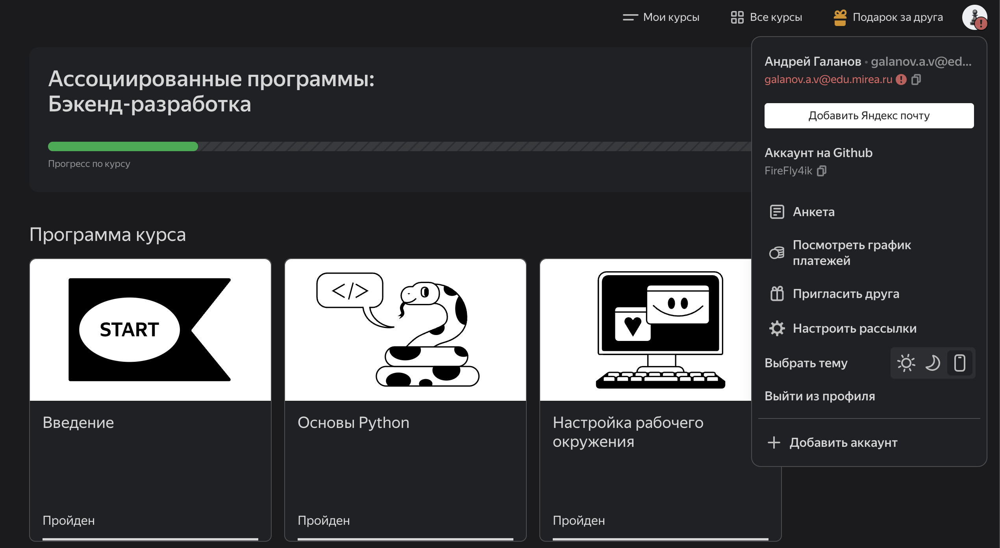 Мои курсы
Все курсы
Подарок за друга
Ассоциированные программы:
Бэкенд-разработка
Прогресс по курсу
Программа курса
START
Введение
Пройден
</>
Основы Python
Пройден
Настройка рабочего
окружения
Пройден
Андрей Галанов • galanov.a.v@ed...
galanov.a.v@edu.mirea.ru
Добавить Яндекс почту
Аккаунт на Github
FireFly4ik
Анкета
Посмотреть график
платежей
Пригласить друга
Настроить рассылки
Выбрать тему
Выйти из профиля
Добавить аккаунт